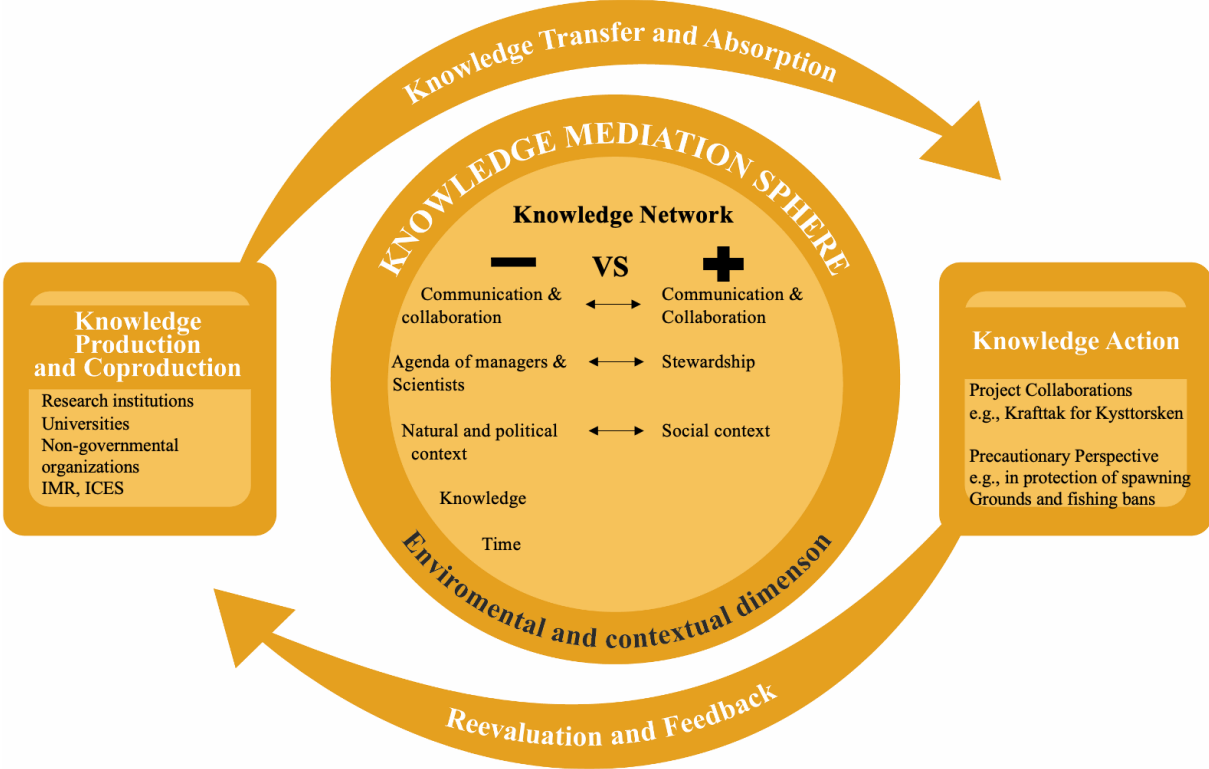 Knowledge Transfer and Absorption
KNOWLEDGE MEDIATION SPHERE
Knowledge Network
− VS +
Communication &
collaboration
Communication &
Collaboration
Agenda of managers &
Scientists
Stewardship
Natural and political
context
Social context
Knowledge
Time
Enviromental and contextual dimenson
Knowledge
Production
and Coproduction
Research institutions
Universities
Non-governmental
organizations
IMR, ICES
Knowledge Action
Project Collaborations
e.g., Krafttak for Kysttorsken
Precautionary Perspective
e.g., in protection of spawning
Grounds and fishing bans
Reevaluation and Feedback